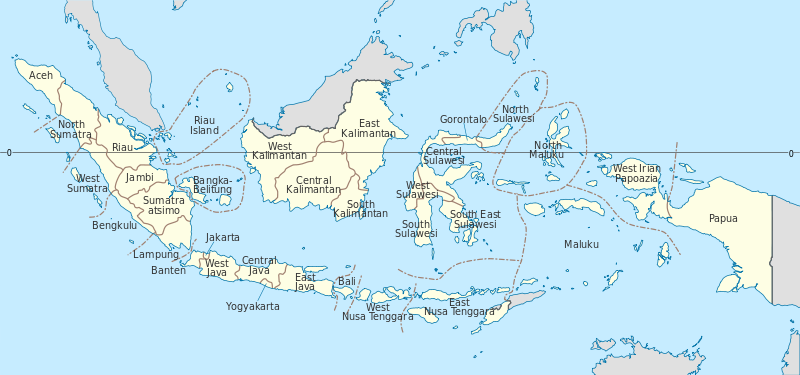 Aceh
North
Sumatra
Riau
Island
Riau
West
Sumatra
Jambi
Bangka-
Belitung
Sumatra
atsimo
Bengkulu
Lampung
Banten
Jakarta
West
Java
Central
Java
Yogyakarta
East
Java
Bali
West
Nusa Tenggara
East
Nusa Tenggara
West
Kalimantan
Central
Kalimantan
East
Kalimantan
South
Kalimantan
Gorontalo
North
Sulawesi
Central
Sulawesi
West
Sulawesi
South
Sulawesi
South East
Sulawesi
North
Maluku
Maluku
West Irian
Papoazia
Papua
0
0